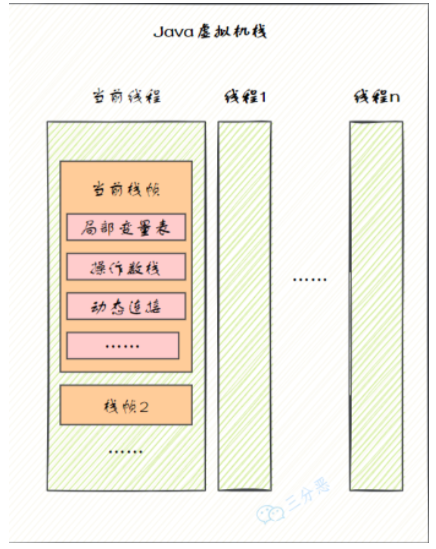 Java虚拟机栈
当前线程 线程1 线程n
当前栈帧
局部变量表
操作数栈
动态连接
……
栈帧2
……
……
三分恶